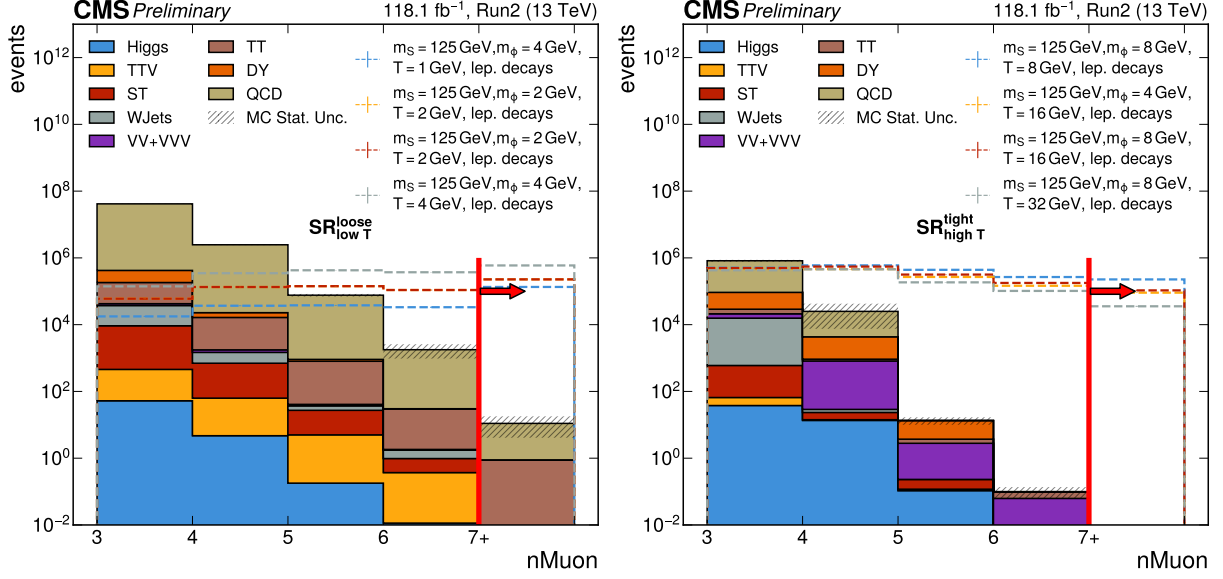 CMS Preliminary 118.1 fb⁻¹, Run2 (13 TeV)
events
10¹²
10¹⁰
10⁸
10⁶
10⁴
10²
10⁰
10⁻²
Higgs
TTV
ST
WJets
VV+VVV
TT
DY
QCD
MC Stat. Unc.
m_S = 125 GeV,m_ϕ = 4 GeV,
T = 1 GeV, lep. decays
m_S = 125 GeV,m_ϕ = 2 GeV,
T = 2 GeV, lep. decays
m_S = 125 GeV,m_ϕ = 2 GeV,
T = 2 GeV, lep. decays
m_S = 125 GeV,m_ϕ = 4 GeV,
T = 4 GeV, lep. decays
SR^loose_low T
3 4 5 6 7+
nMuon
CMS Preliminary 118.1 fb⁻¹, Run2 (13 TeV)
events
10¹²
10¹⁰
10⁸
10⁶
10⁴
10²
10⁰
10⁻²
Higgs
TTV
ST
WJets
VV+VVV
TT
DY
QCD
MC Stat. Unc.
m_S = 125 GeV,m_ϕ = 8 GeV,
T = 8 GeV, lep. decays
m_S = 125 GeV,m_ϕ = 4 GeV,
T = 16 GeV, lep. decays
m_S = 125 GeV,m_ϕ = 8 GeV,
T = 16 GeV, lep. decays
m_S = 125 GeV,m_ϕ = 8 GeV,
T = 32 GeV, lep. decays
SR^tight_high T
3 4 5 6 7+
nMuon